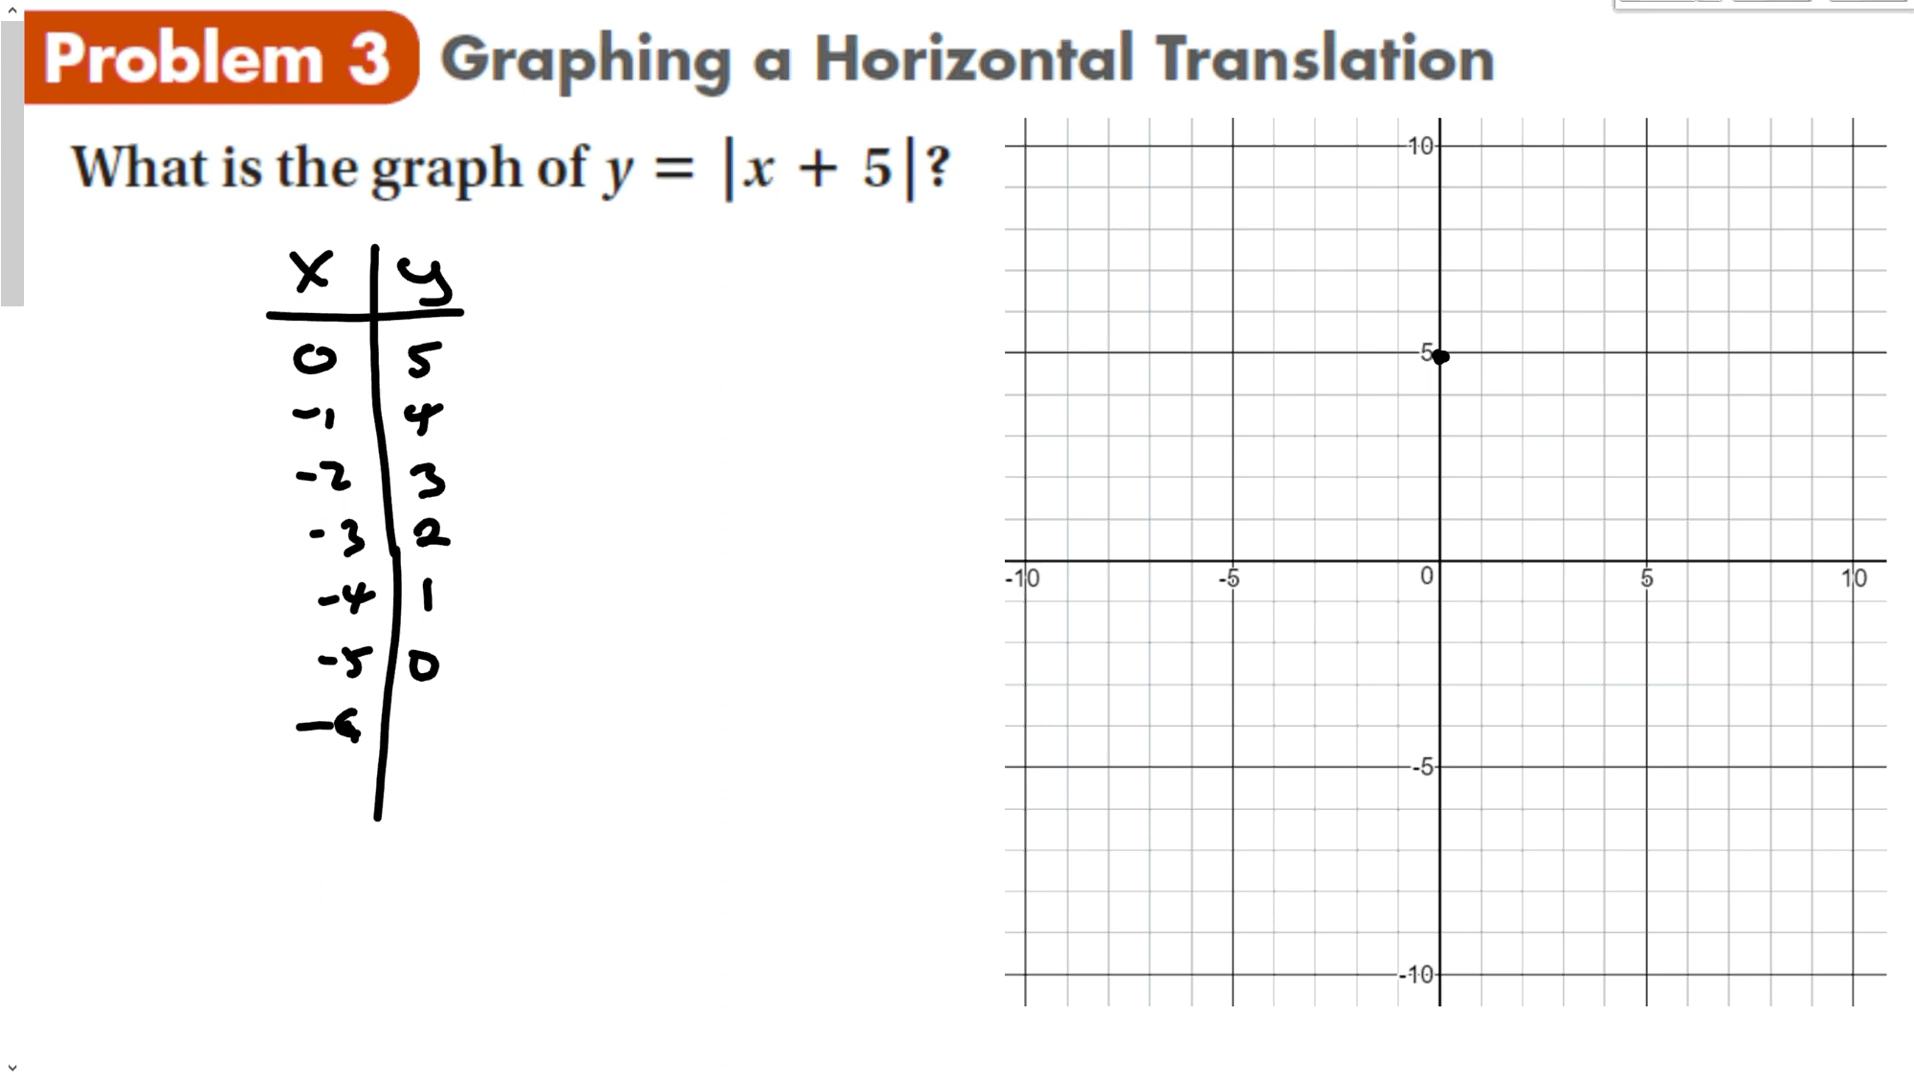 Problem 3 Graphing a Horizontal Translation
What is the graph of y = |x + 5|?
x y
0 5
-1 4
-2 3
-3 2
-4 1
-5 0
-6
10
5
-10 -5 0 5 10
-5
-10